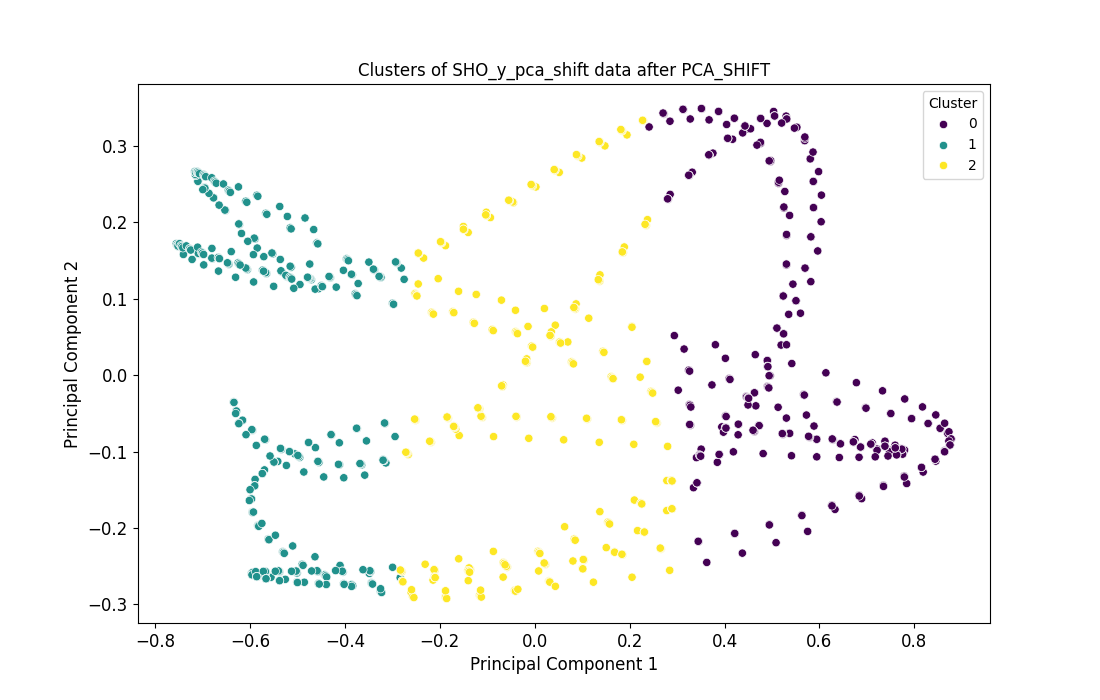 Clusters of SHO_y_pca_shift data after PCA_SHIFT
Cluster
0
1
2
Principal Component 2
0.3
0.2
0.1
0.0
−0.1
−0.2
−0.3
−0.8 −0.6 −0.4 −0.2 0.0 0.2 0.4 0.6 0.8
Principal Component 1